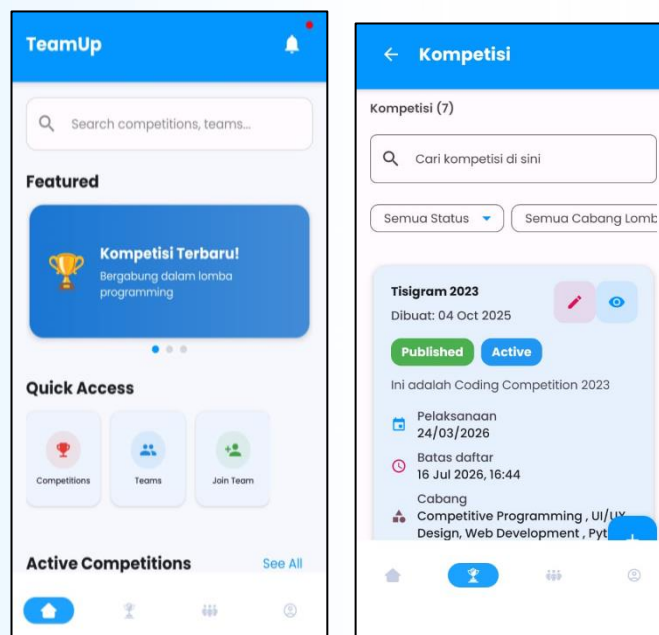 TeamUp
Search competitions, teams...
Featured
Kompetisi Terbaru!
Bergabung dalam lomba
programming
Quick Access
Competitions
Teams
Join Team
Active Competitions
See All
Kompetisi
Kompetisi (7)
Cari kompetisi di sini
Semua Status
Semua Cabang Lomb
Tisigram 2023
Dibuat: 04 Oct 2025
Published
Active
Ini adalah Coding Competition 2023
Pelaksanaan
24/03/2026
Batas daftar
16 Jul 2026, 16:44
Cabang
Competitive Programming , UI/UX
Design, Web Development , Pyt